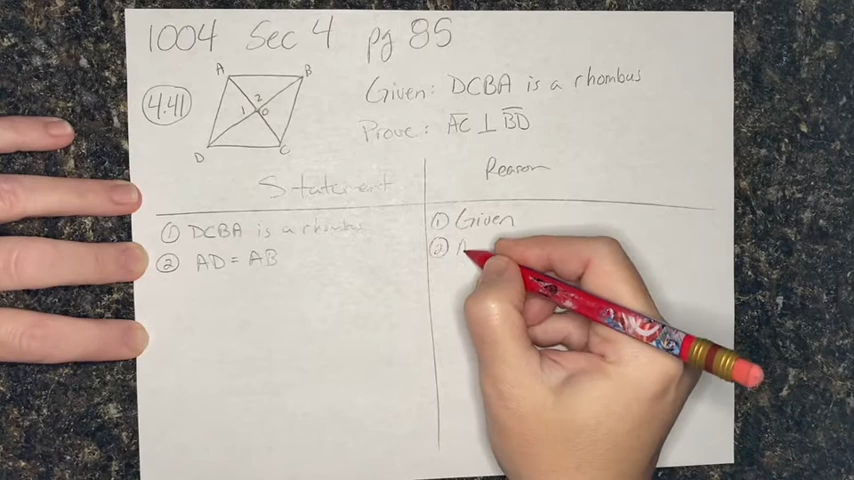 1004 Sec 4 pg 85
4.41
A B
2
1 O
D C
Given: DCBA is a rhombus
Prove: AC ⊥ BD
Statement Reason
① DCBA is a rhombus ① Given
② AD = AB ② A